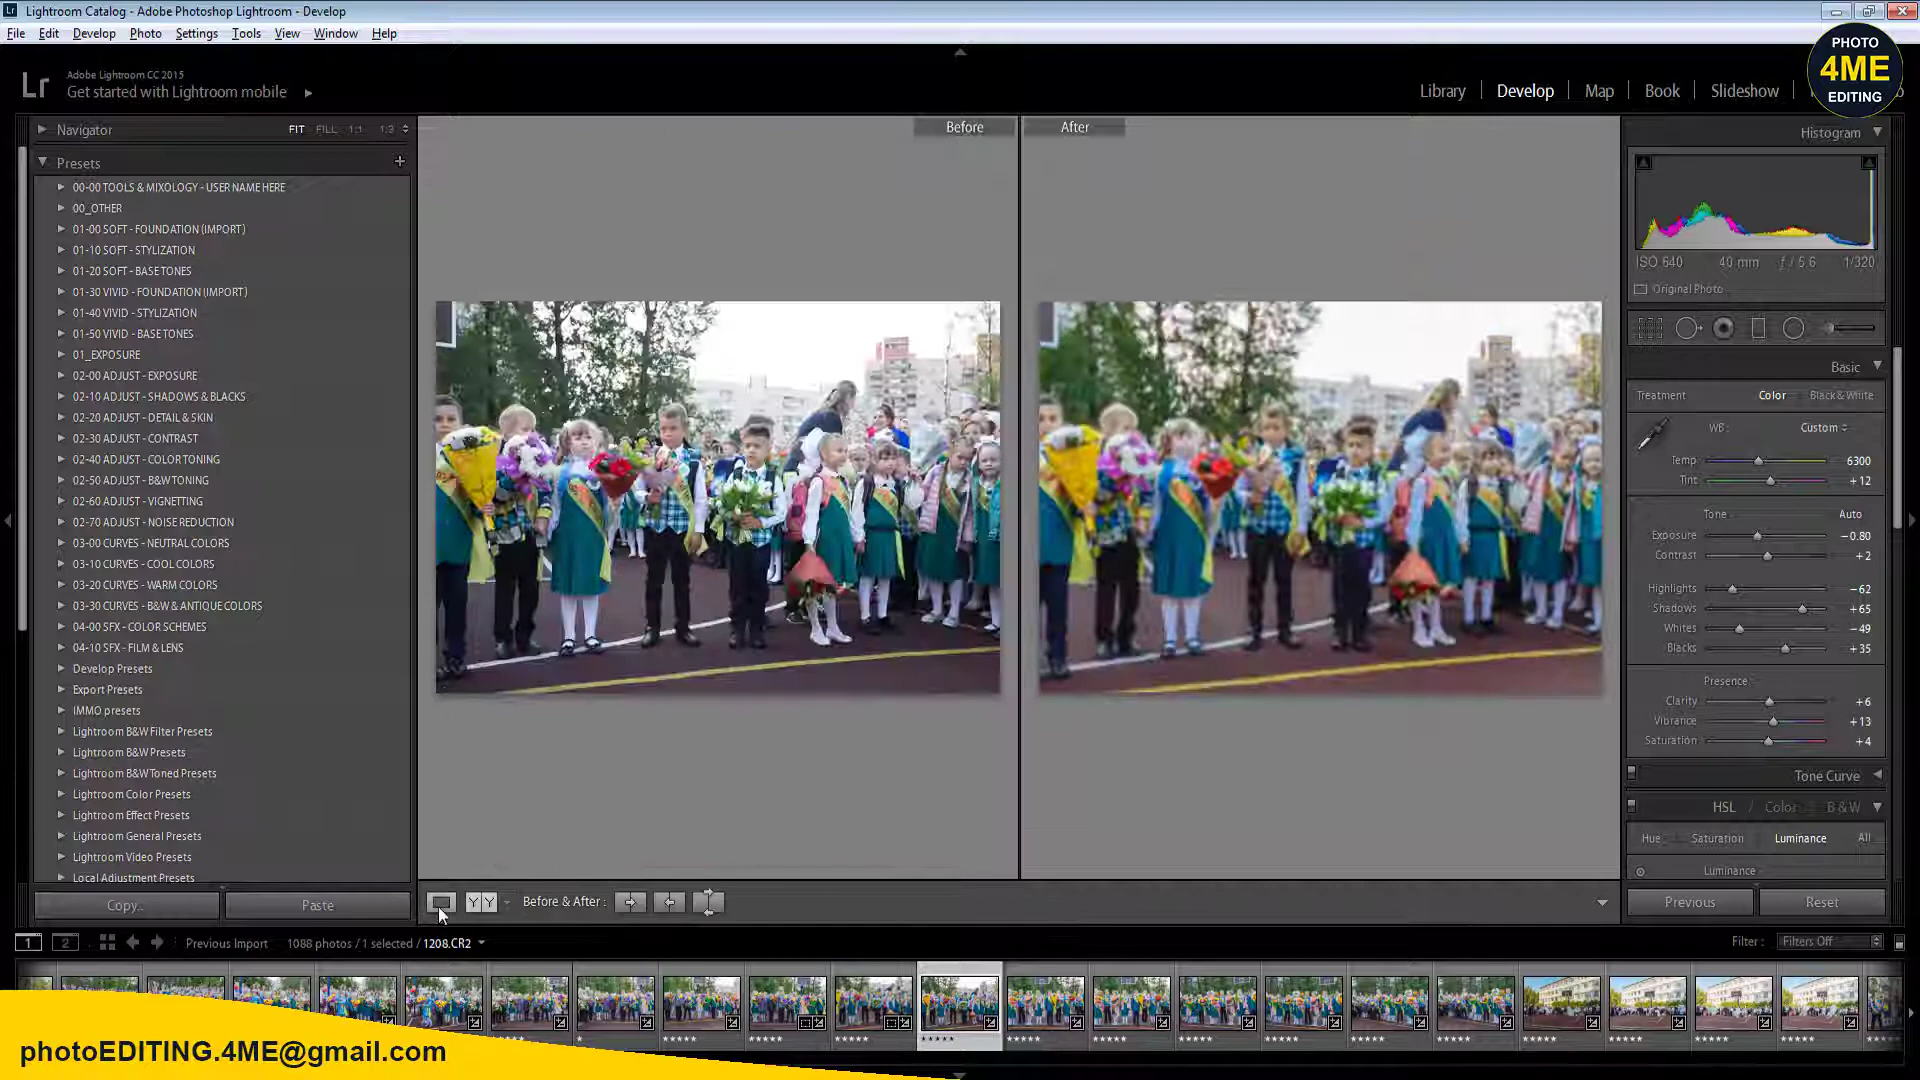 Lightroom Catalog - Adobe Photoshop Lightroom - Develop
File Edit Develop Photo Settings Tools View Window Help
PHOTO
4ME
EDITING
Lr
Adobe Lightroom CC 2015
Get started with Lightroom mobile
Library Develop Map Book Slideshow
Navigator FIT FILL 1:1 1:3
Before After
Histogram
Presets +
00-00 TOOLS & MIXOLOGY - USER NAME HERE
00_OTHER
01-00 SOFT - FOUNDATION (IMPORT)
01-10 SOFT - STYLIZATION
01-20 SOFT - BASE TONES
01-30 VIVID - FOUNDATION (IMPORT)
01-40 VIVID - STYLIZATION
01-50 VIVID - BASE TONES
01_EXPOSURE
02-00 ADJUST - EXPOSURE
02-10 ADJUST - SHADOWS & BLACKS
02-20 ADJUST - DETAIL & SKIN
02-30 ADJUST - CONTRAST
02-40 ADJUST - COLOR TONING
02-50 ADJUST - B&W TONING
02-60 ADJUST - VIGNETTING
02-70 ADJUST - NOISE REDUCTION
03-00 CURVES - NEUTRAL COLORS
03-10 CURVES - COOL COLORS
03-20 CURVES - WARM COLORS
03-30 CURVES - B&W & ANTIQUE COLORS
04-00 SFX - COLOR SCHEMES
04-10 SFX - FILM & LENS
Develop Presets
Export Presets
IMMO presets
Lightroom B&W Filter Presets
Lightroom B&W Presets
Lightroom B&W Toned Presets
Lightroom Color Presets
Lightroom Effect Presets
Lightroom General Presets
Lightroom Video Presets
Local Adjustment Presets
ISO 640 40 mm ƒ / 5.6 1/320
Original Photo
Basic
Treatment Color Black & White
WB: Custom
Temp 6300
Tint +12
Tone Auto
Exposure −0.80
Contrast +2
Highlights −62
Shadows +65
Whites −49
Blacks +35
Presence
Clarity +6
Vibrance +13
Saturation +4
Tone Curve
HSL / Color B & W
Hue Saturation Luminance All
Luminance
Copy... Paste
YY Before & After :
Previous Reset
1 2 Previous Import 1088 photos / 1 selected / 1208.CR2
Filter : Filters Off
photoEDITING.4ME@gmail.com